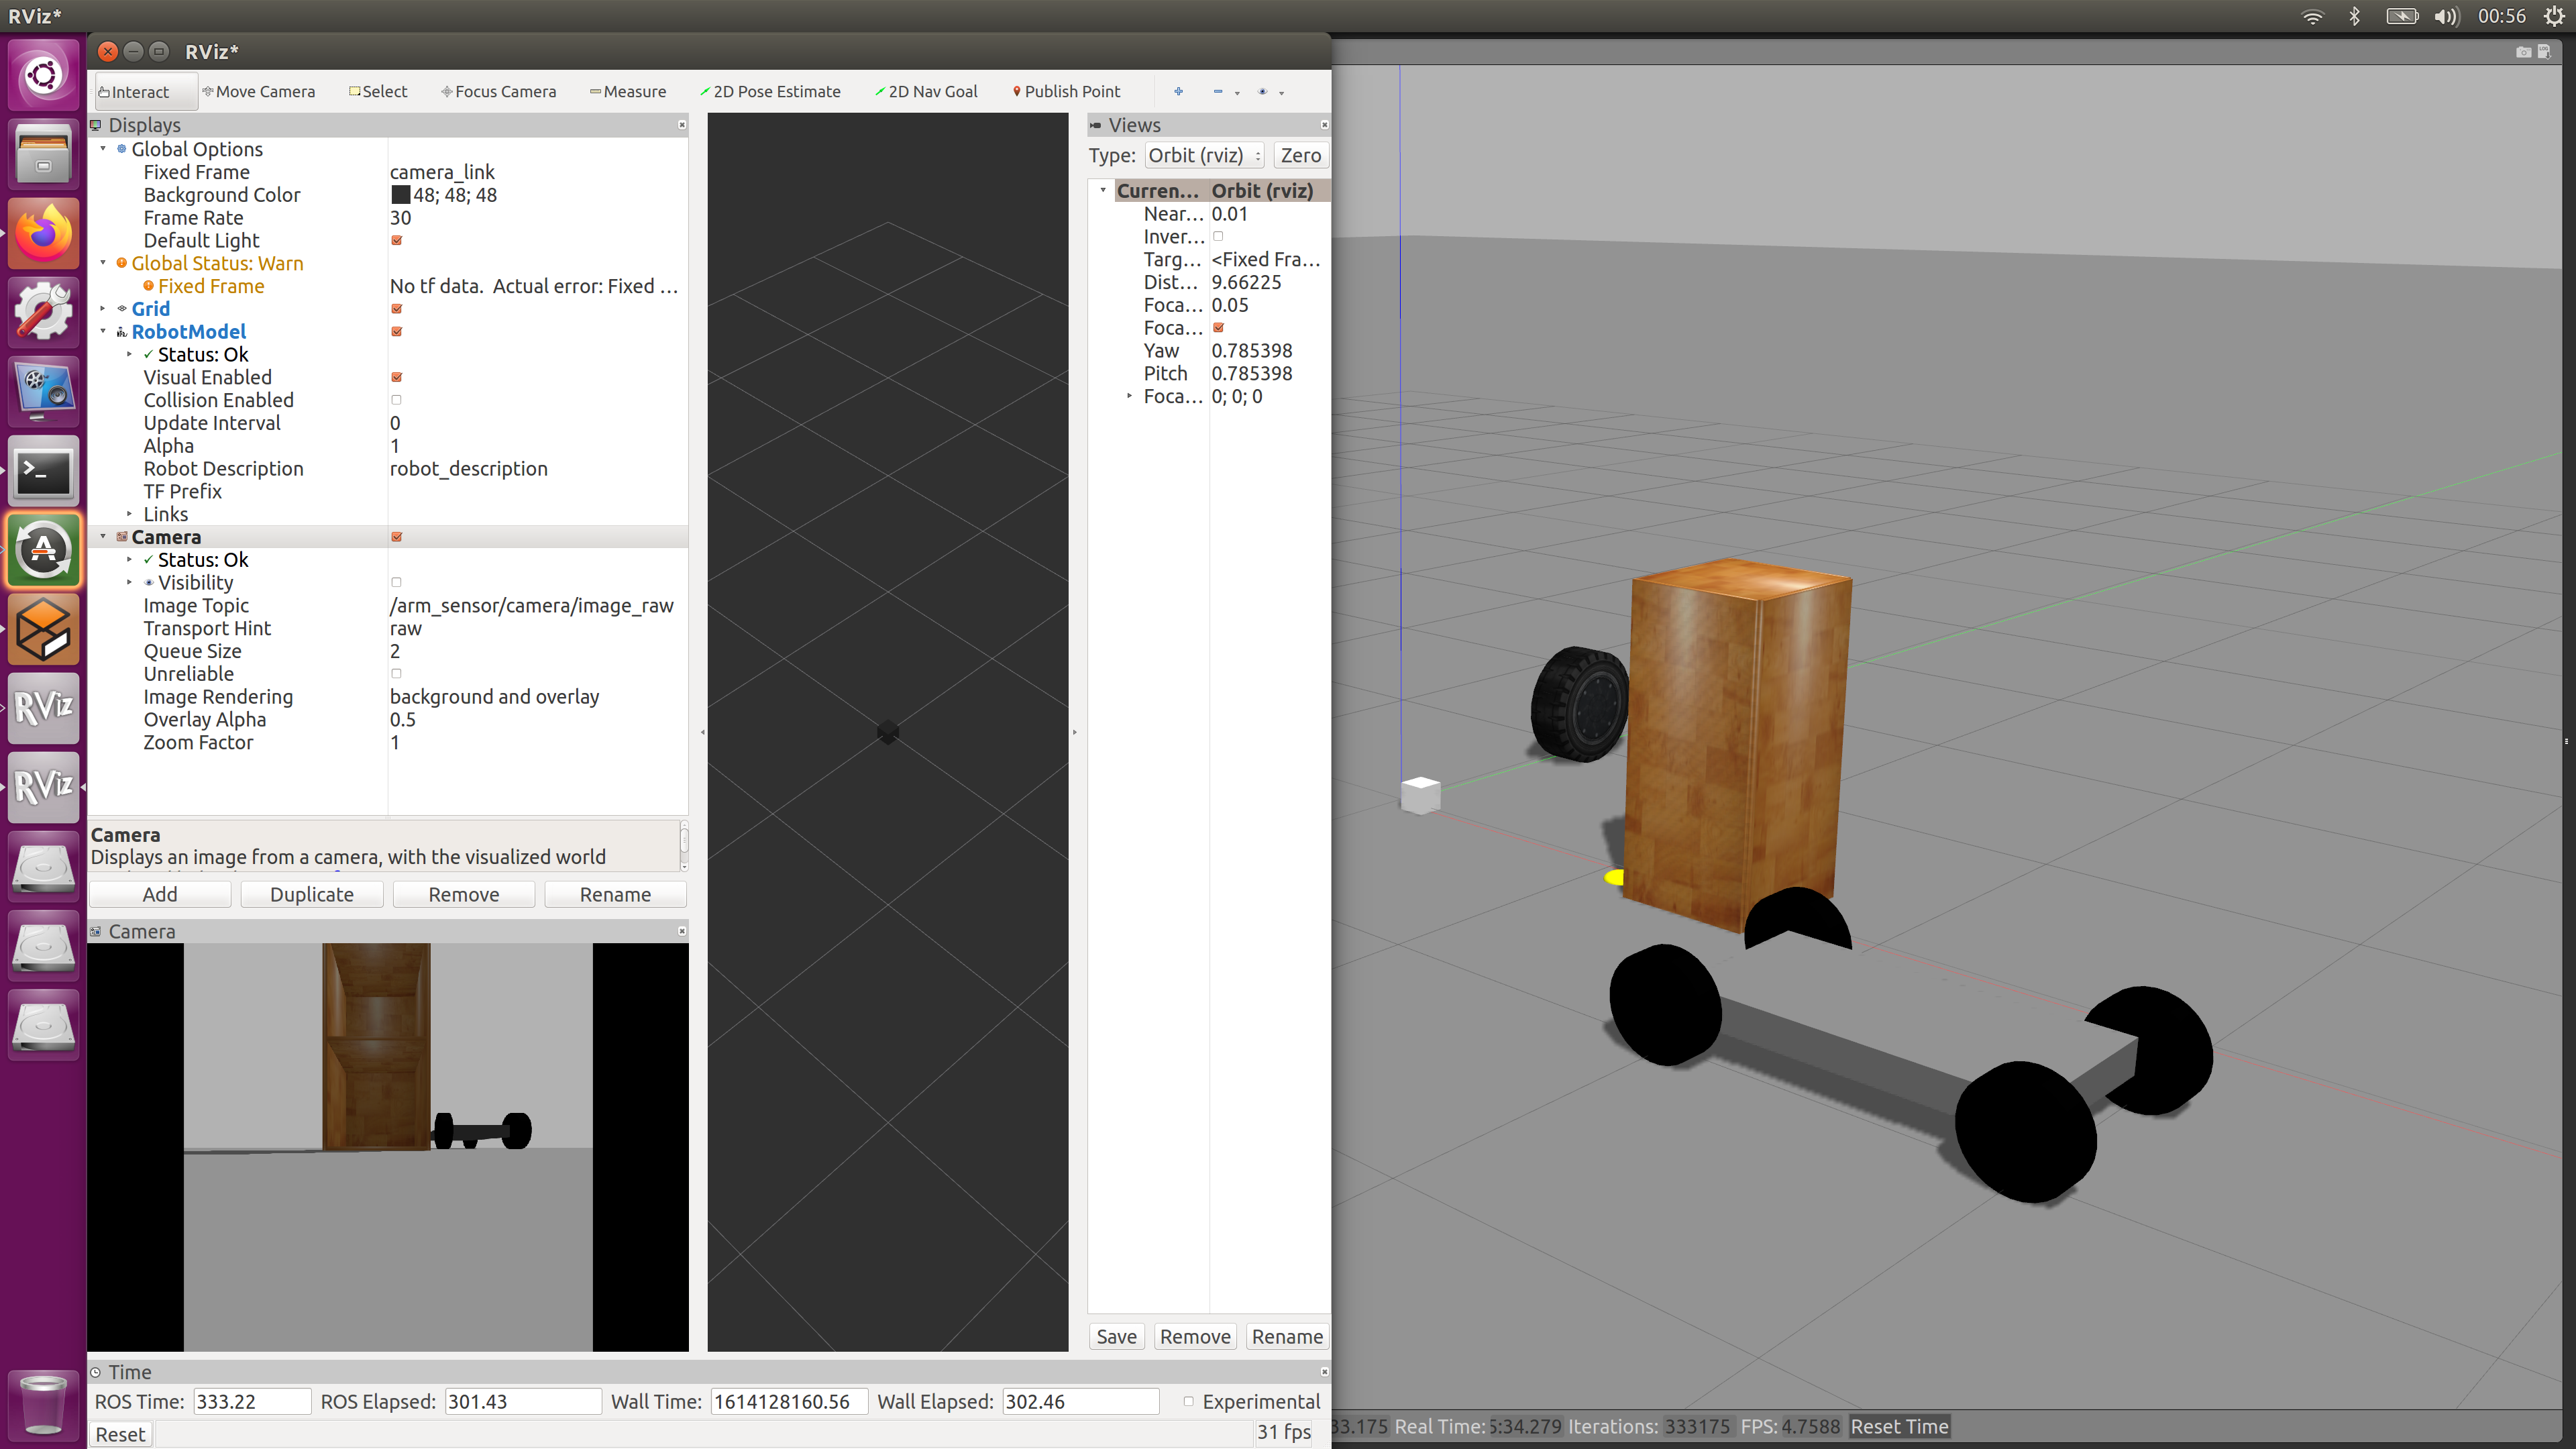 RViz*
00:56
RViz*
Interact Move Camera Select Focus Camera Measure 2D Pose Estimate 2D Nav Goal Publish Point
Displays
Global Options
Fixed Frame camera_link
Background Color 48; 48; 48
Frame Rate 30
Default Light
Global Status: Warn
Fixed Frame No tf data. Actual error: Fixed ...
Grid
RobotModel
Status: Ok
Visual Enabled
Collision Enabled
Update Interval 0
Alpha 1
Robot Description robot_description
TF Prefix
Links
Camera
Status: Ok
Visibility
Image Topic /arm_sensor/camera/image_raw
Transport Hint raw
Queue Size 2
Unreliable
Image Rendering background and overlay
Overlay Alpha 0.5
Zoom Factor 1
Camera
Displays an image from a camera, with the visualized world
Add Duplicate Remove Rename
Camera
Views
Type: Orbit (rviz) Zero
Curren... Orbit (rviz)
Near... 0.01
Inver...
Targ... <Fixed Fra...
Dist... 9.66225
Foca... 0.05
Foca...
Yaw 0.785398
Pitch 0.785398
Foca... 0; 0; 0
Save Remove Rename
RViz
RViz
Time
ROS Time: 333.22 ROS Elapsed: 301.43 Wall Time: 1614128160.56 Wall Elapsed: 302.46 Experimental
Reset 31 fps
33.175 Real Time: 5:34.279 Iterations: 333175 FPS: 4.7588 Reset Time